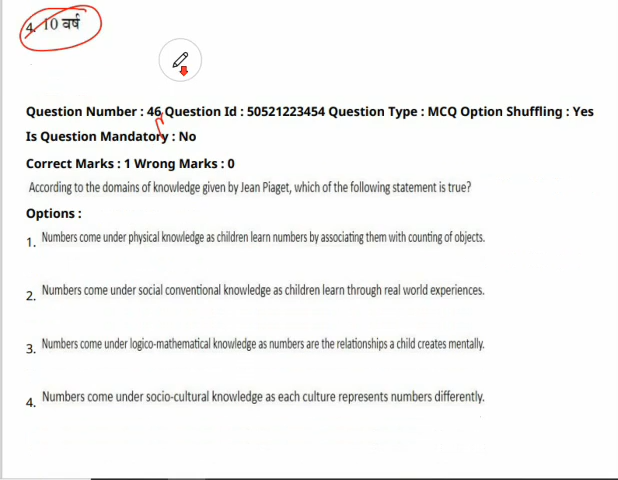 4. 10 वर्ष
Question Number : 46 Question Id : 50521223454 Question Type : MCQ Option Shuffling : Yes
Is Question Mandatory : No
Correct Marks : 1 Wrong Marks : 0
According to the domains of knowledge given by Jean Piaget, which of the following statement is true?
Options :
1. Numbers come under physical knowledge as children learn numbers by associating them with counting of objects.
2. Numbers come under social conventional knowledge as children learn through real world experiences.
3. Numbers come under logico-mathematical knowledge as numbers are the relationships a child creates mentally.
4. Numbers come under socio-cultural knowledge as each culture represents numbers differently.